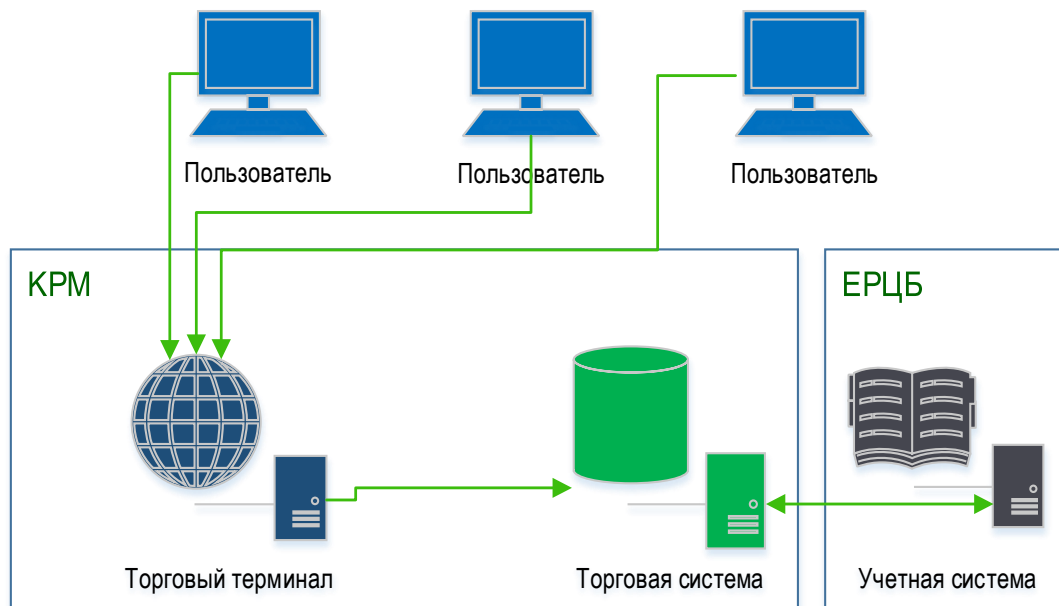 Пользователь
Пользователь
Пользователь
КРМ
ЕРЦБ
Торговый терминал
Торговая система
Учетная система